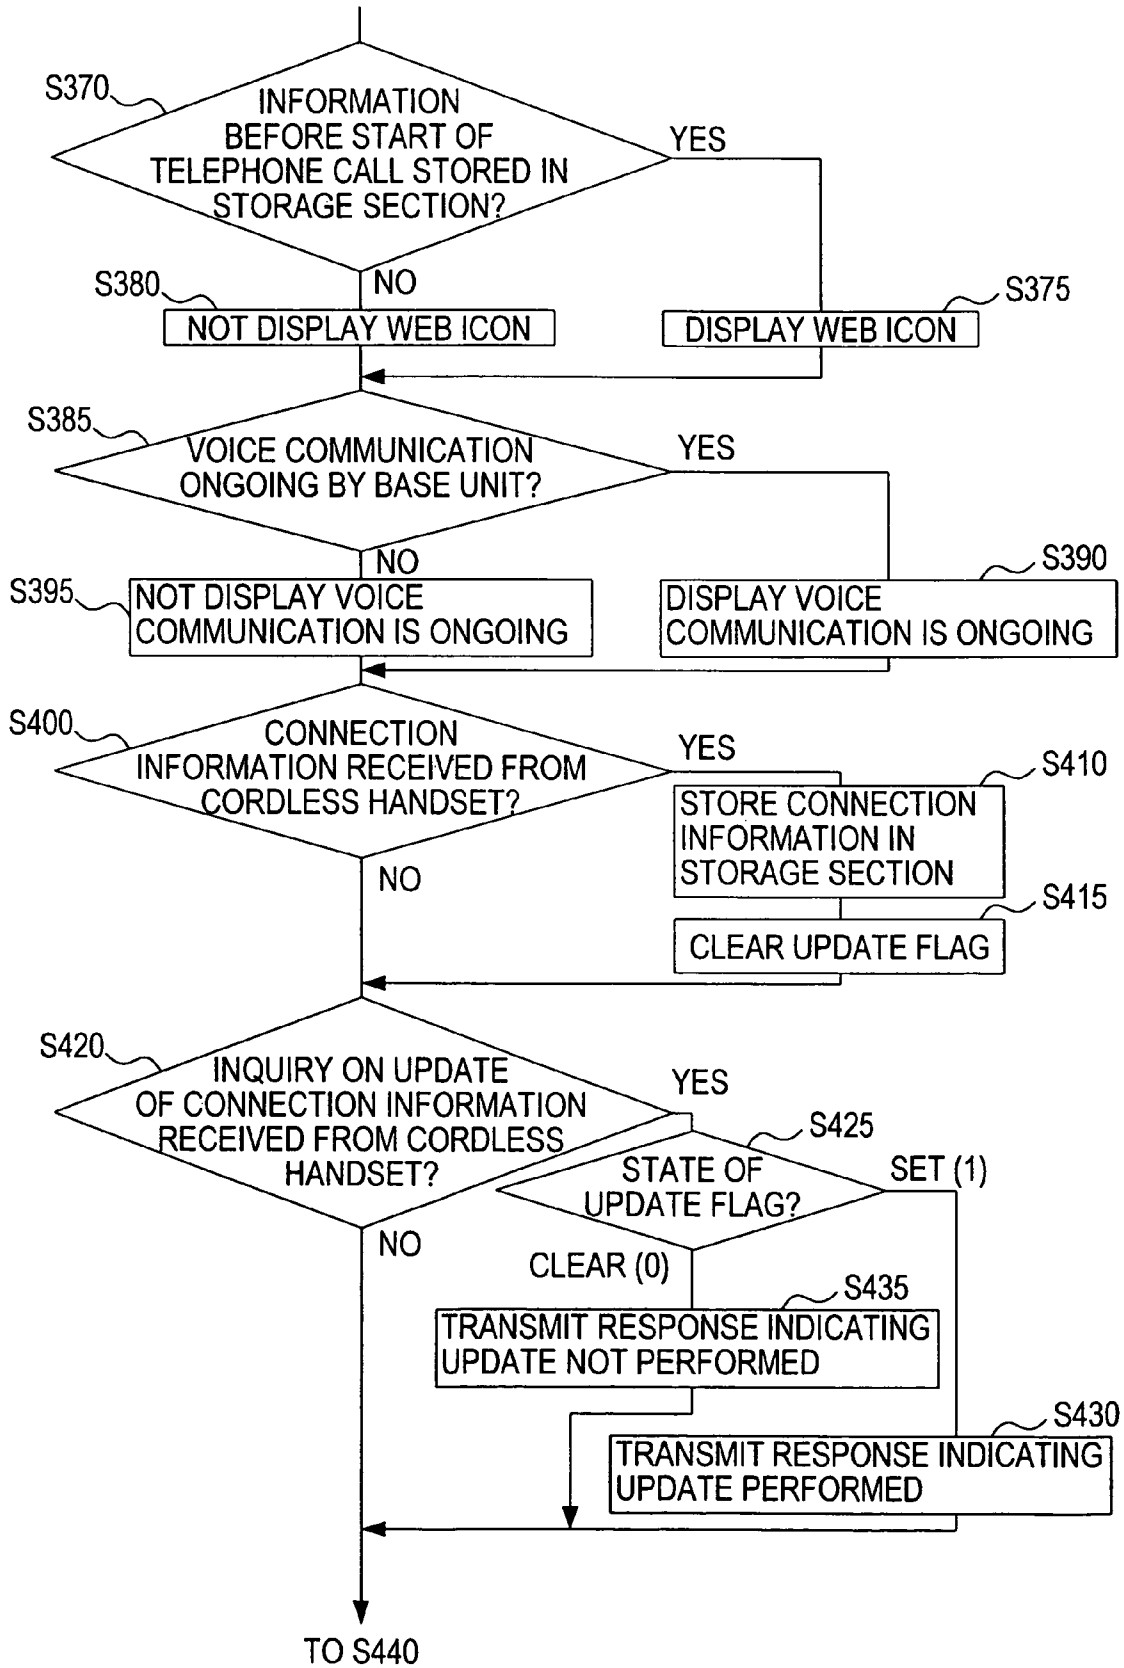 S370
INFORMATION
BEFORE START OF
TELEPHONE CALL STORED IN
STORAGE SECTION?
YES
NO
S380
NOT DISPLAY WEB ICON
S375
DISPLAY WEB ICON
S385
VOICE COMMUNICATION
ONGOING BY BASE UNIT?
YES
NO
S395
NOT DISPLAY VOICE
COMMUNICATION IS ONGOING
S390
DISPLAY VOICE
COMMUNICATION IS ONGOING
S400
CONNECTION
INFORMATION RECEIVED FROM
CORDLESS HANDSET?
YES
NO
S410
STORE CONNECTION
INFORMATION IN
STORAGE SECTION
S415
CLEAR UPDATE FLAG
S420
INQUIRY ON UPDATE
OF CONNECTION INFORMATION
RECEIVED FROM CORDLESS
HANDSET?
YES
NO
S425
STATE OF
UPDATE FLAG?
SET (1)
CLEAR (0)
S435
TRANSMIT RESPONSE INDICATING
UPDATE NOT PERFORMED
S430
TRANSMIT RESPONSE INDICATING
UPDATE PERFORMED
TO S440